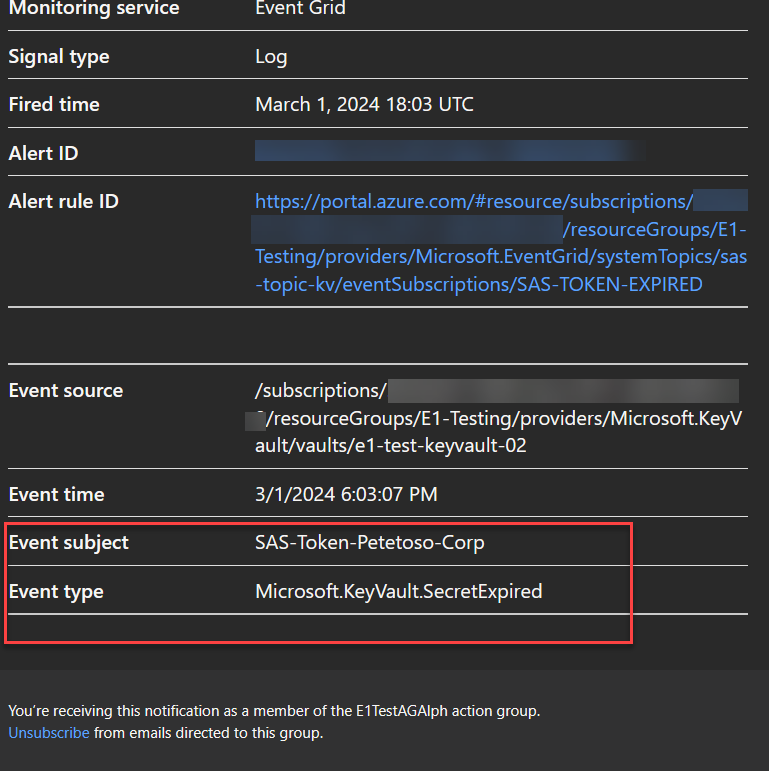 Monitoring service Event Grid
Signal type Log
Fired time March 1, 2024 18:03 UTC
Alert ID
Alert rule ID https://portal.azure.com/#resource/subscriptions/
/resourceGroups/E1-
Testing/providers/Microsoft.EventGrid/systemTopics/sas
-topic-kv/eventSubscriptions/SAS-TOKEN-EXPIRED
Event source /subscriptions/
/resourceGroups/E1-Testing/providers/Microsoft.KeyV
ault/vaults/e1-test-keyvault-02
Event time 3/1/2024 6:03:07 PM
Event subject SAS-Token-Petetoso-Corp
Event type Microsoft.KeyVault.SecretExpired
You're receiving this notification as a member of the E1TestAGAlph action group.
Unsubscribe from emails directed to this group.